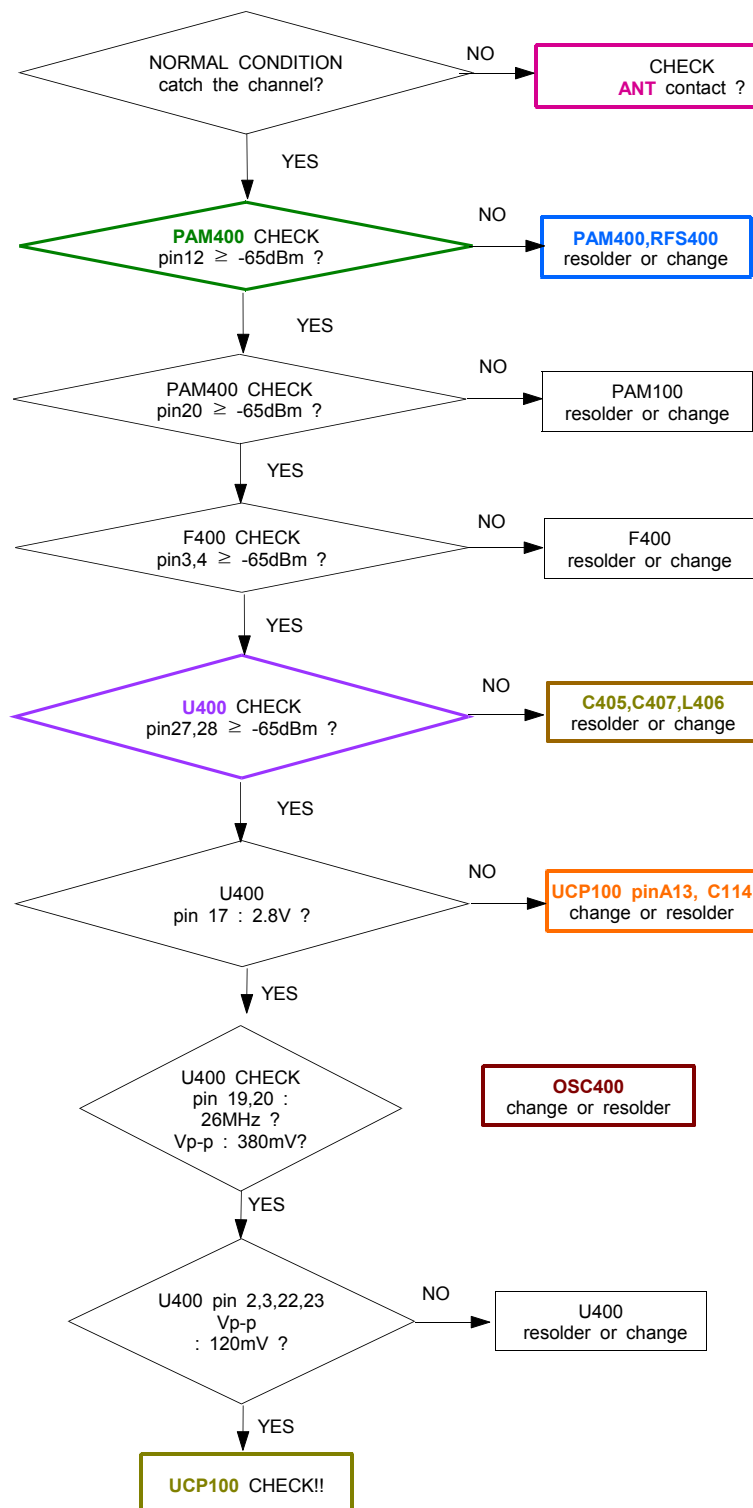 NORMAL CONDITION
catch the channel?
NO
CHECK
ANT contact ?
YES
PAM400 CHECK
pin12 ≥ -65dBm ?
NO
PAM400,RFS400
resolder or change
YES
PAM400 CHECK
pin20 ≥ -65dBm ?
NO
PAM100
resolder or change
YES
F400 CHECK
pin3,4 ≥ -65dBm ?
NO
F400
resolder or change
YES
U400 CHECK
pin27,28 ≥ -65dBm ?
NO
C405,C407,L406
resolder or change
YES
U400
pin 17 : 2.8V ?
NO
UCP100 pinA13, C114
change or resolder
YES
U400 CHECK
pin 19,20 :
26MHz ?
Vp-p : 380mV?
OSC400
change or resolder
YES
U400 pin 2,3,22,23
Vp-p
: 120mV ?
NO
U400
resolder or change
YES
UCP100 CHECK!!